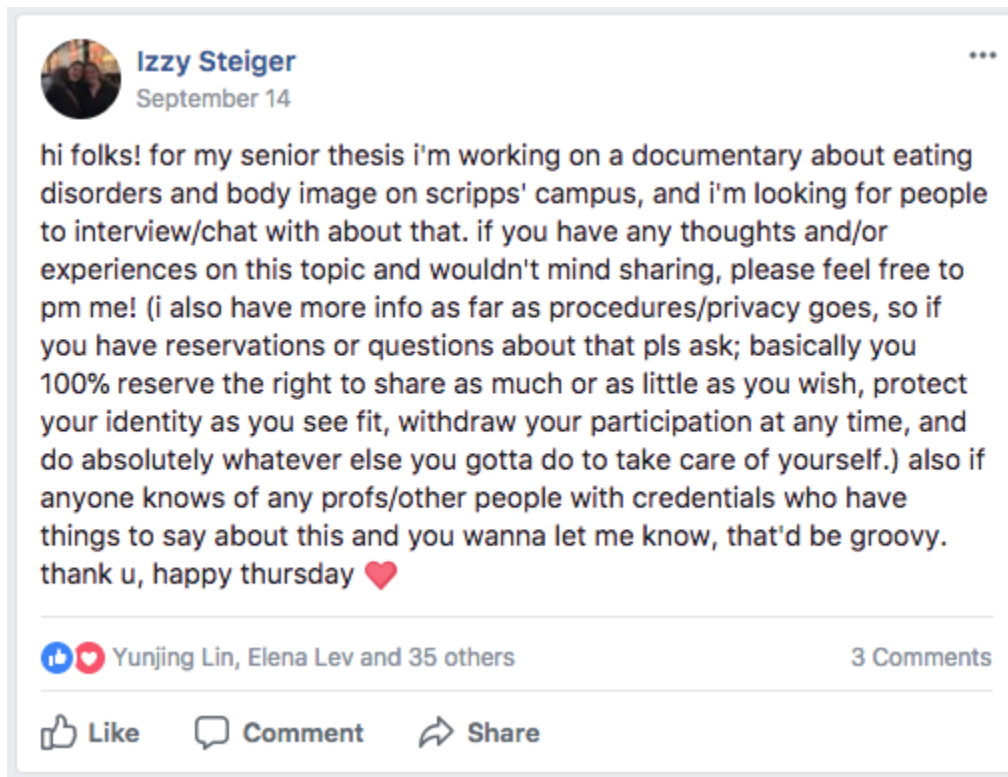 Izzy Steiger
September 14
hi folks! for my senior thesis i'm working on a documentary about eating
disorders and body image on scripps' campus, and i'm looking for people
to interview/chat with about that. if you have any thoughts and/or
experiences on this topic and wouldn't mind sharing, please feel free to
pm me! (i also have more info as far as procedures/privacy goes, so if
you have reservations or questions about that pls ask; basically you
100% reserve the right to share as much or as little as you wish, protect
your identity as you see fit, withdraw your participation at any time, and
do absolutely whatever else you gotta do to take care of yourself.) also if
anyone knows of any profs/other people with credentials who have
things to say about this and you wanna let me know, that'd be groovy.
thank u, happy thursday ❤️
Yunjing Lin, Elena Lev and 35 others 3 Comments
Like Comment Share